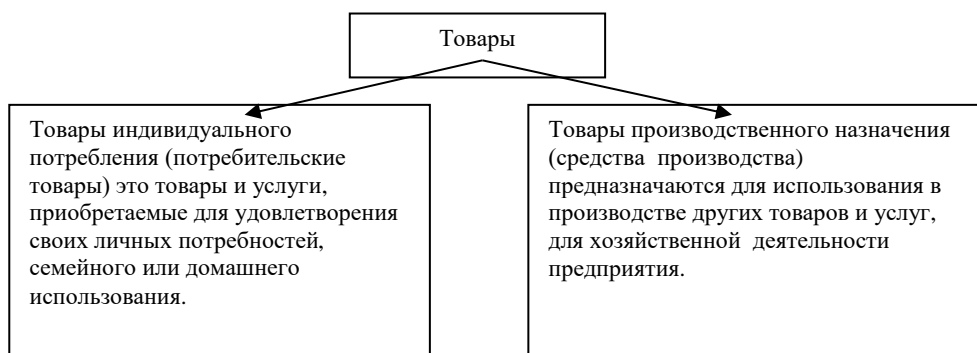 Товары
Товары индивидуального
потребления (потребительские
товары) это товары и услуги,
приобретаемые для удовлетворения
своих личных потребностей,
семейного или домашнего
использования.
Товары производственного назначения
(средства производства)
предназначаются для использования в
производстве других товаров и услуг,
для хозяйственной деятельности
предприятия.